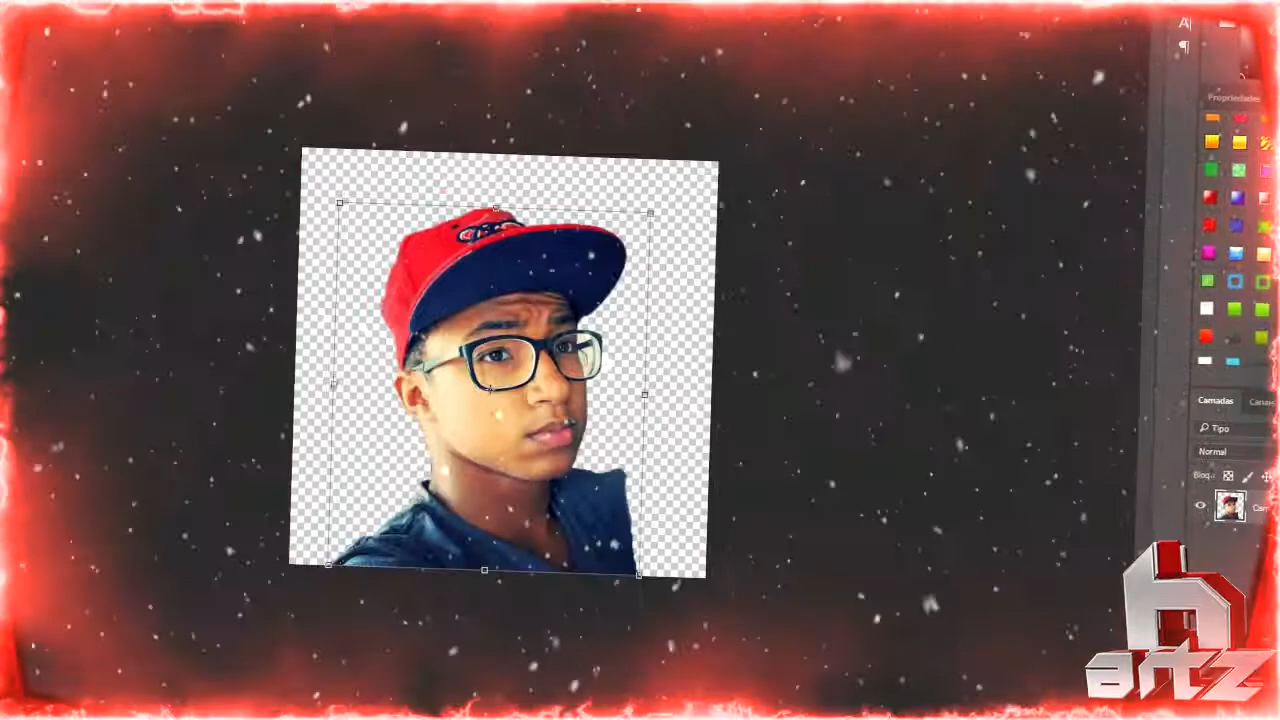 A|
¶
Propriedades
Camadas
Tipo
Normal
Bloq.:
h
artz